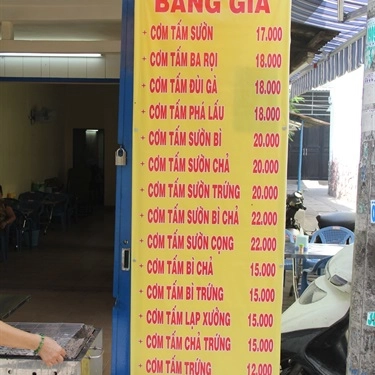 BẢNG GIÁ
+ CƠM TẤM SƯỜN 17.000
+ CƠM TẤM BA RỌI 18.000
+ CƠM TẤM ĐÙI GÀ 18.000
+ CƠM TẤM PHÁ LẤU 18.000
+ CƠM TẤM SƯỜN BÌ 20.000
+ CƠM TẤM SƯỜN CHẢ 20.000
+ CƠM TẤM SƯỜN TRỨNG 20.000
+ CƠM TẤM SƯỜN BÌ CHẢ 22.000
+ CƠM TẤM SƯỜN CỌNG 22.000
+ CƠM TẤM BÌ CHẢ 15.000
+ CƠM TẤM BÌ TRỨNG 15.000
+ CƠM TẤM LẠP XƯỞNG 15.000
+ CƠM TẤM CHẢ TRỨNG 15.000
+ CƠM TẤM TRỨNG 12.000